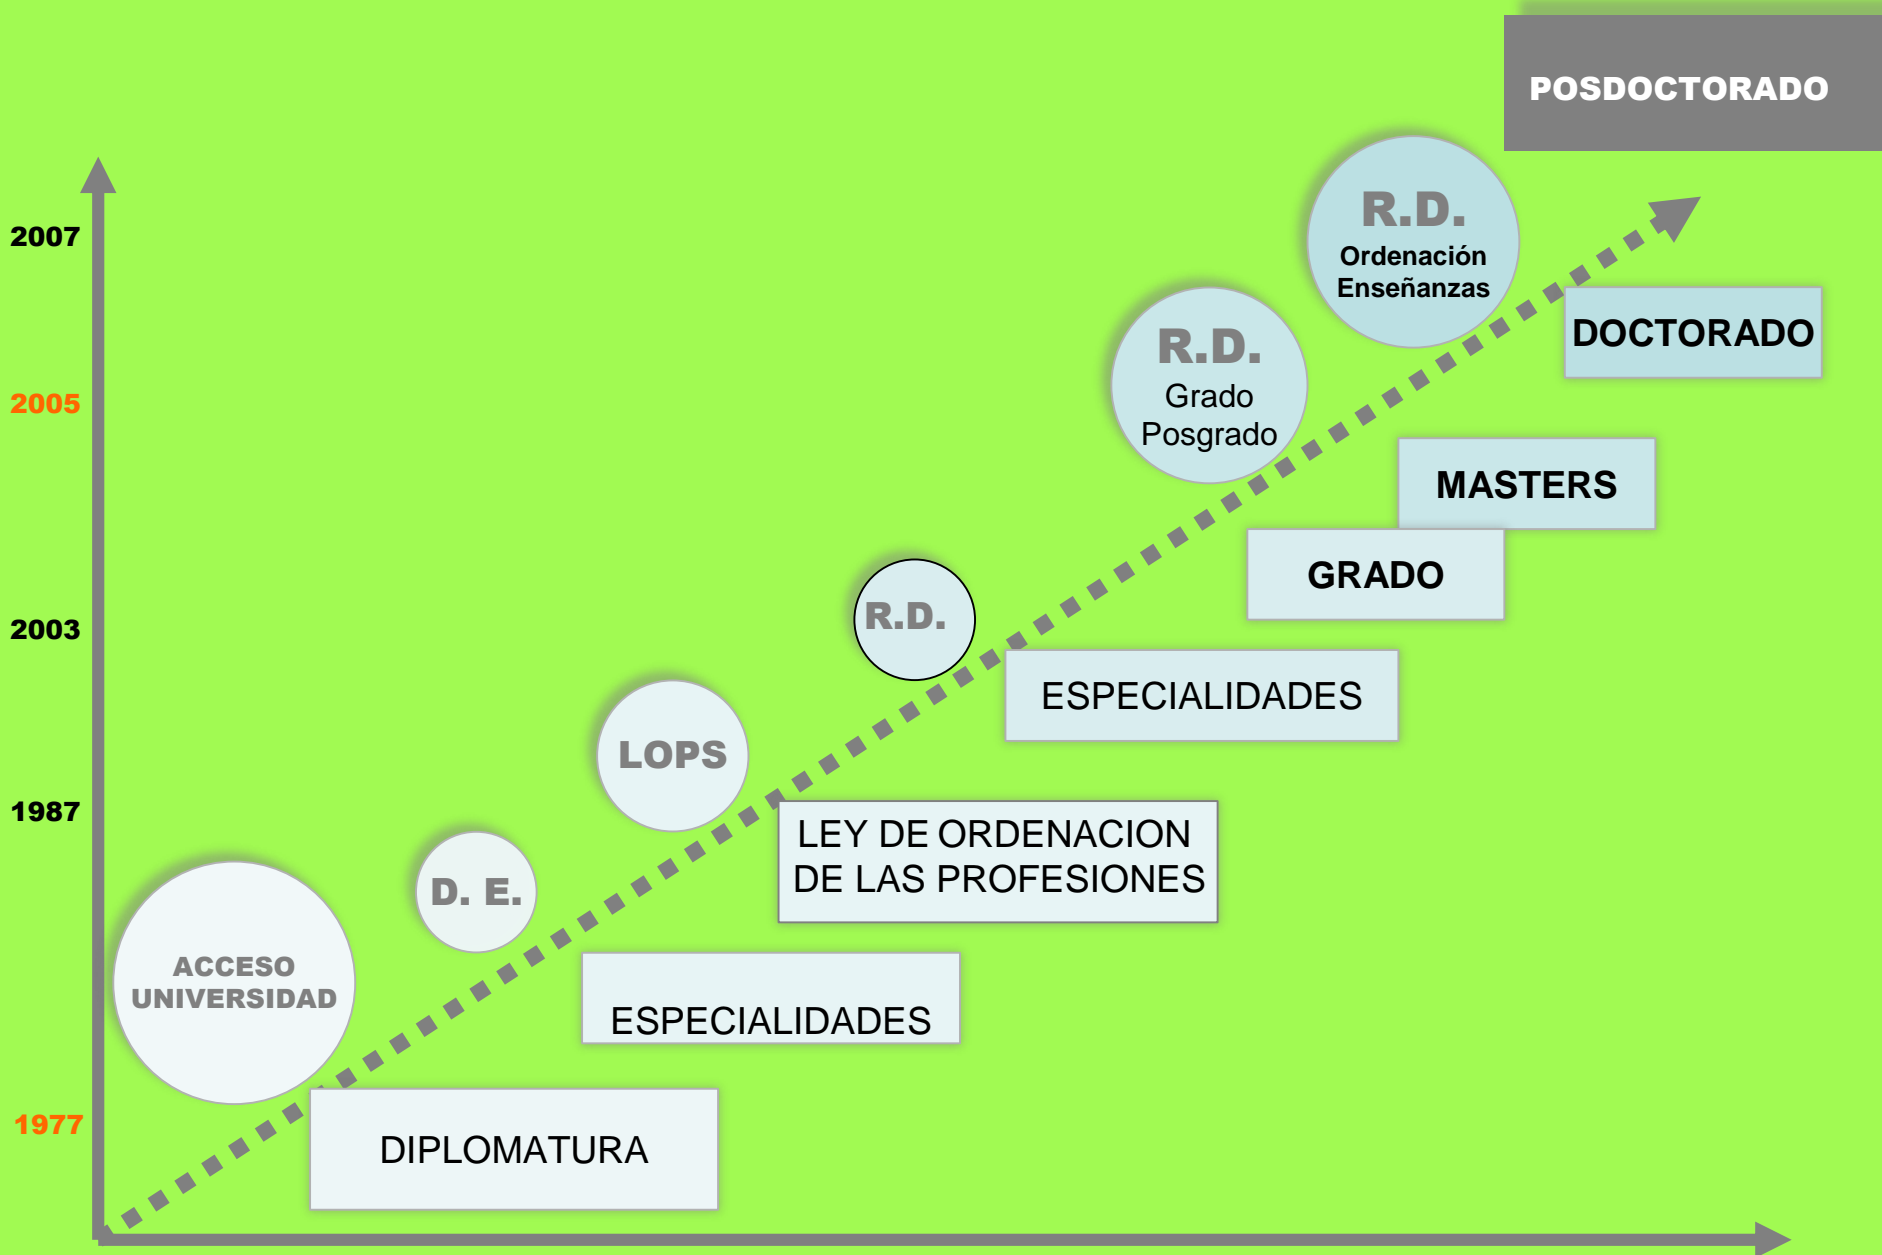 POSDOCTORADO
2007
R.D.
Ordenación
Enseñanzas
DOCTORADO
2005
R.D.
Grado
Posgrado
MASTERS
GRADO
2003
R.D.
ESPECIALIDADES
LOPS
1987
LEY DE ORDENACION
DE LAS PROFESIONES
D. E.
ESPECIALIDADES
ACCESO
UNIVERSIDAD
1977
DIPLOMATURA